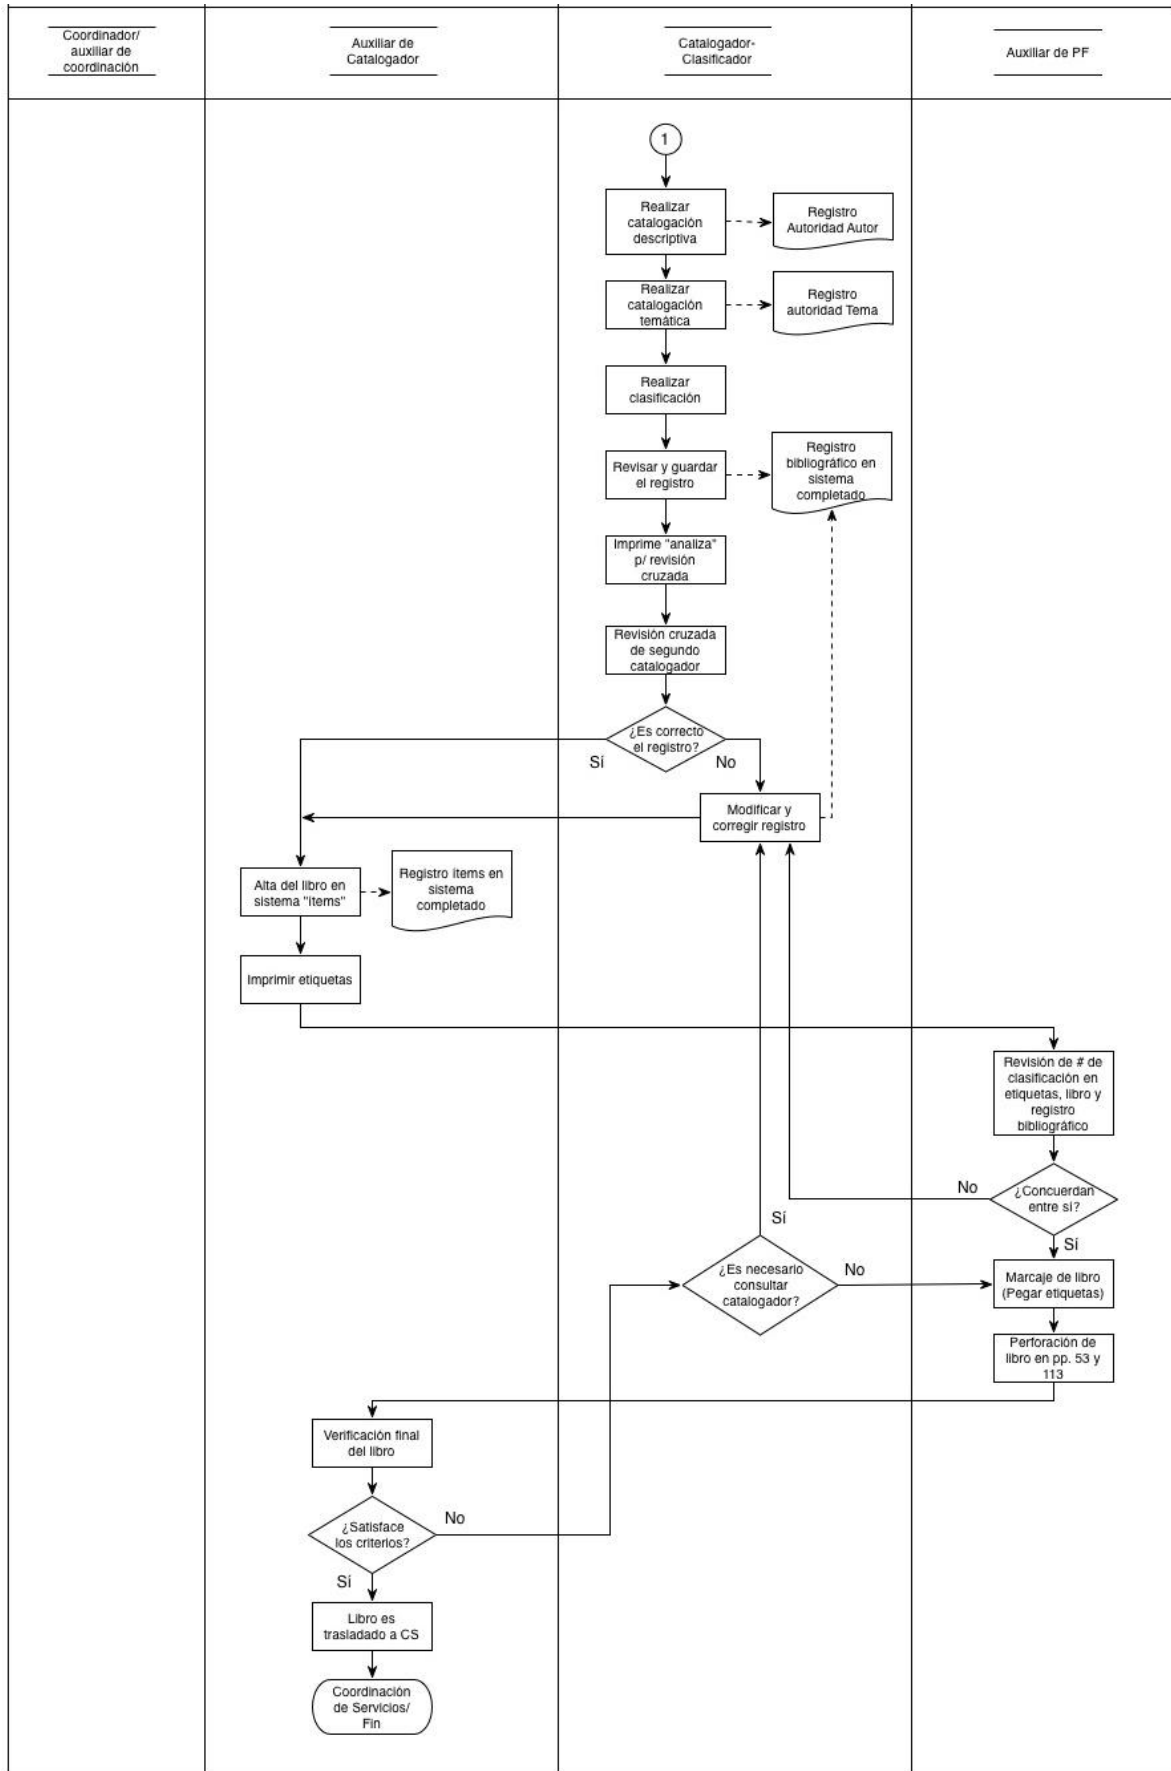 Coordinador/
auxiliar de
coordinación
Auxiliar de
Catalogador
Catalogador-
Clasificador
Auxiliar de PF
1
Realizar
catalogación
descriptiva
Registro
Autoridad Autor
Realizar
catalogación
temática
Registro
autoridad Tema
Realizar
clasificación
Revisar y guardar
el registro
Registro
bibliográfico en
sistema
completado
Imprime "analiza"
p/ revisión
cruzada
Revisión cruzada
de segundo
catalogador
¿Es correcto
el registro?
Sí
No
Modificar y
corregir registro
Alta del libro en
sistema "ítems"
Registro ítems en
sistema
completado
Imprimir etiquetas
Revisión de # de
clasificación en
etiquetas, libro y
registro
bibliográfico
¿Concuerdan
entre sí?
No
Sí
¿Es necesario
consultar
catalogador?
Sí
No
Marcaje de libro
(Pegar etiquetas)
Perforación de
libro en pp. 53 y
113
Verificación final
del libro
¿Satisface
los criterios?
No
Sí
Libro es
trasladado a CS
Coordinación
de Servicios/
Fin